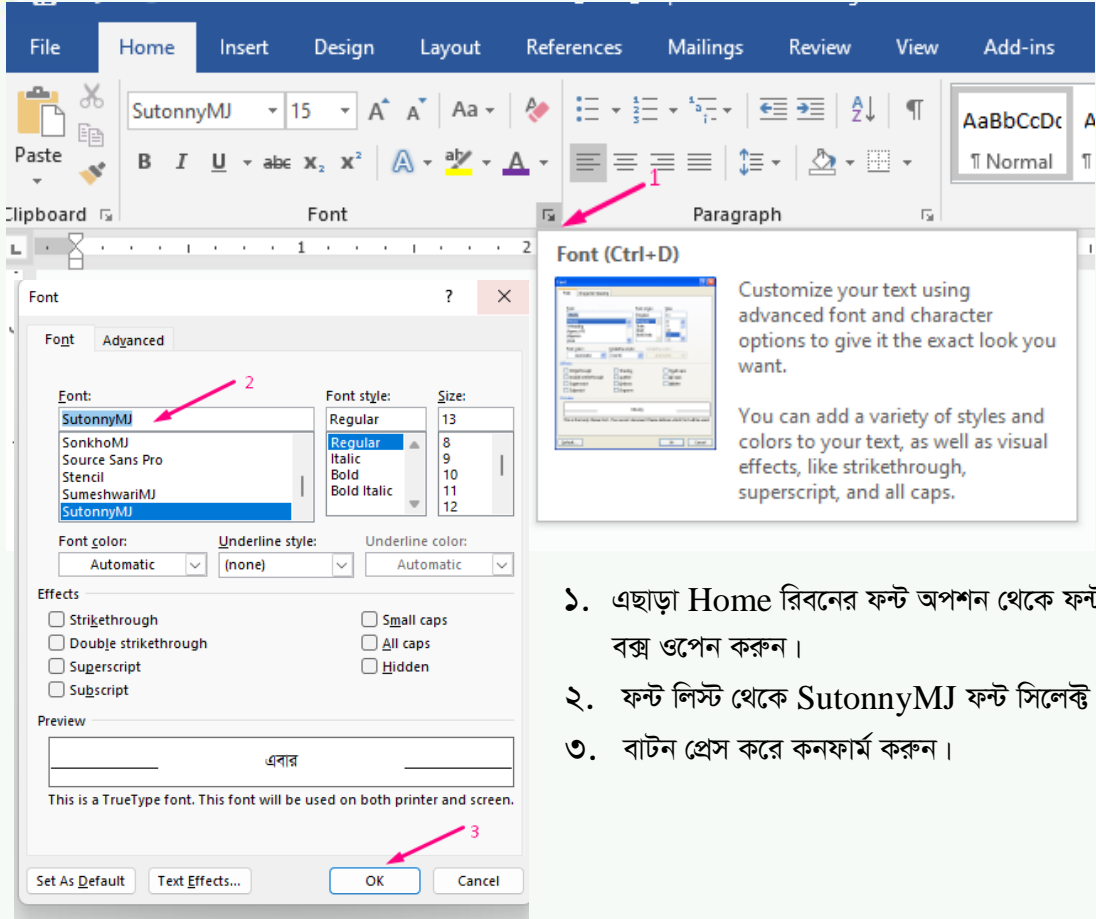 File Home Insert Design Layout References Mailings Review View Add-ins
SutonnyMJ 15 Aa
Paste
B I U abc X₂ X² A aby A
AaBbCcDc
¶ Normal
Clipboard Font Paragraph
1 2
1
Font (Ctrl+D)
Customize your text using
advanced font and character
options to give it the exact look you
want.
You can add a variety of styles and
colors to your text, as well as visual
effects, like strikethrough,
superscript, and all caps.
Font ? ×
Font Advanced
2
Font: Font style: Size:
SutonnyMJ Regular 13
SonkhoMJ Regular 8
Source Sans Pro Italic 9
Stencil Bold 10
SumeshwariMJ Bold Italic 11
SutonnyMJ 12
Font color: Underline style: Underline color:
Automatic (none) Automatic
Effects
Strikethrough Small caps
Double strikethrough All caps
Superscript Hidden
Subscript
Preview
এবার
This is a TrueType font. This font will be used on both printer and screen.
3
Set As Default Text Effects... OK Cancel
১. এছাড়া Home রিবনের ফন্ট অপশন থেকে ফন্ট
বক্স ওপেন করুন।
২. ফন্ট লিস্ট থেকে SutonnyMJ ফন্ট সিলেক্ট
৩. বাটন প্রেস করে কনফার্ম করুন।